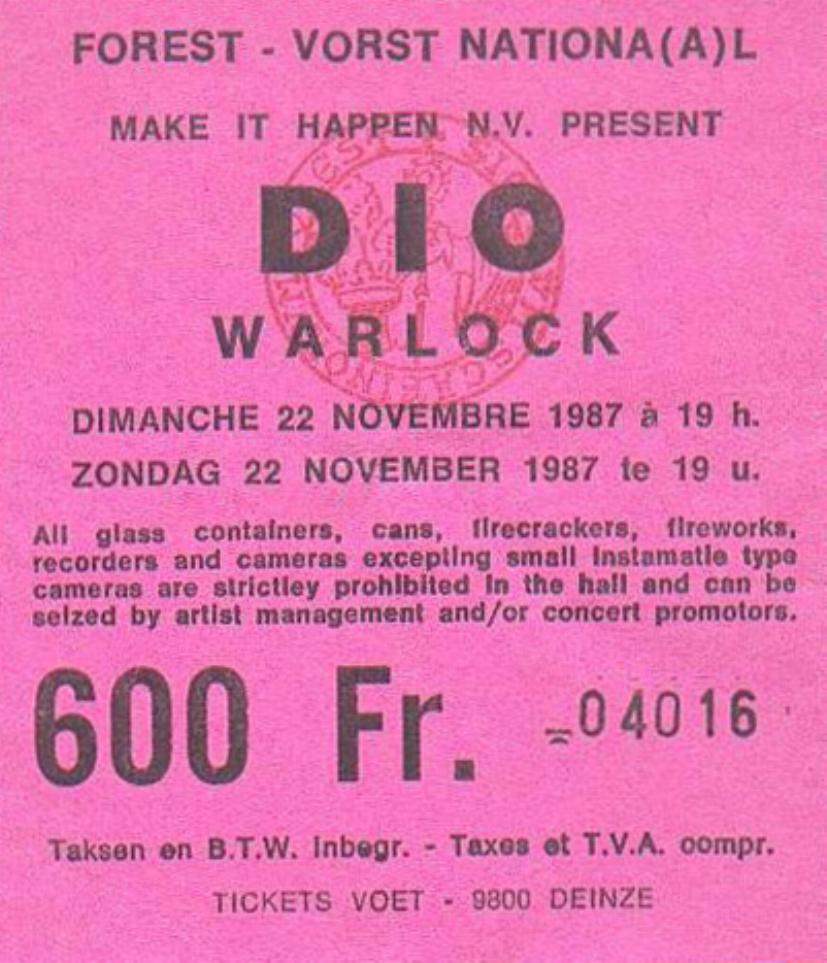 FOREST - VORST NATIONA(A)L
MAKE IT HAPPEN N.V. PRESENT
DIO
WARLOCK
DIMANCHE 22 NOVEMBRE 1987 à 19 h.
ZONDAG 22 NOVEMBER 1987 te 19 u.
All glass containers, cans, firecrackers, fireworks,
recorders and cameras excepting small Instamatie type
cameras are strictley prohibited in the hall and can be
seized by artist management and/or concert promotors.
600 Fr. 04016
Taksen en B.T.W. inbegr. - Taxes et T.V.A. compr.
TICKETS VOET - 9800 DEINZE